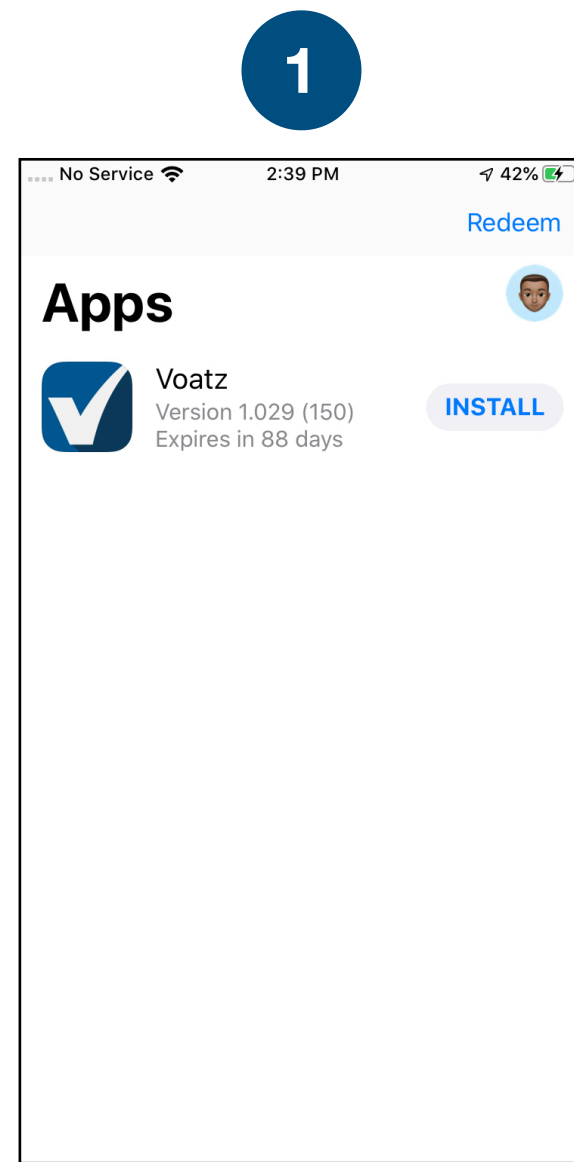 1
No Service 2:39 PM 42%
Redeem
Apps
Voatz
Version 1.029 (150)
Expires in 88 days
INSTALL